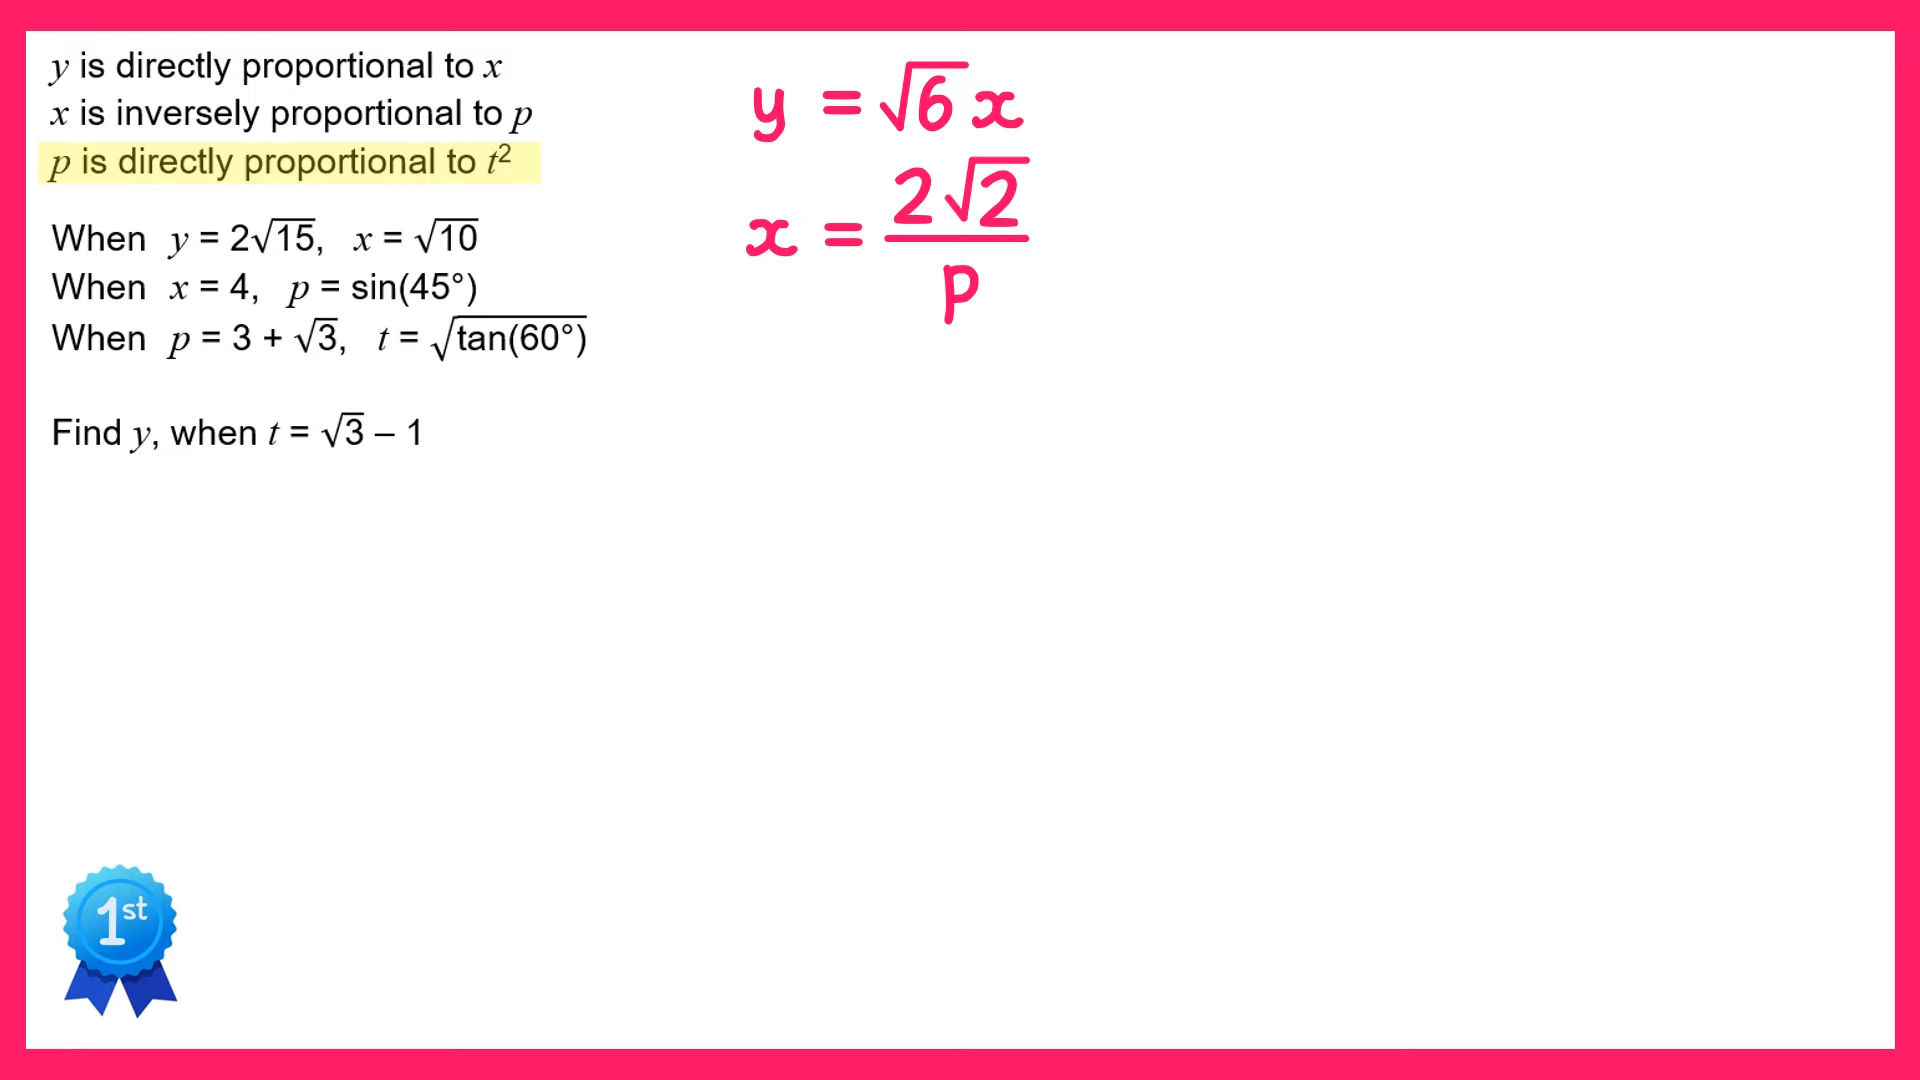 y is directly proportional to x
x is inversely proportional to p
p is directly proportional to t²
When y = 2√15, x = √10
When x = 4, p = sin(45°)
When p = 3 + √3, t = √tan(60°)
Find y, when t = √3 – 1
y = √6 x
x = 2√2 / p
1st